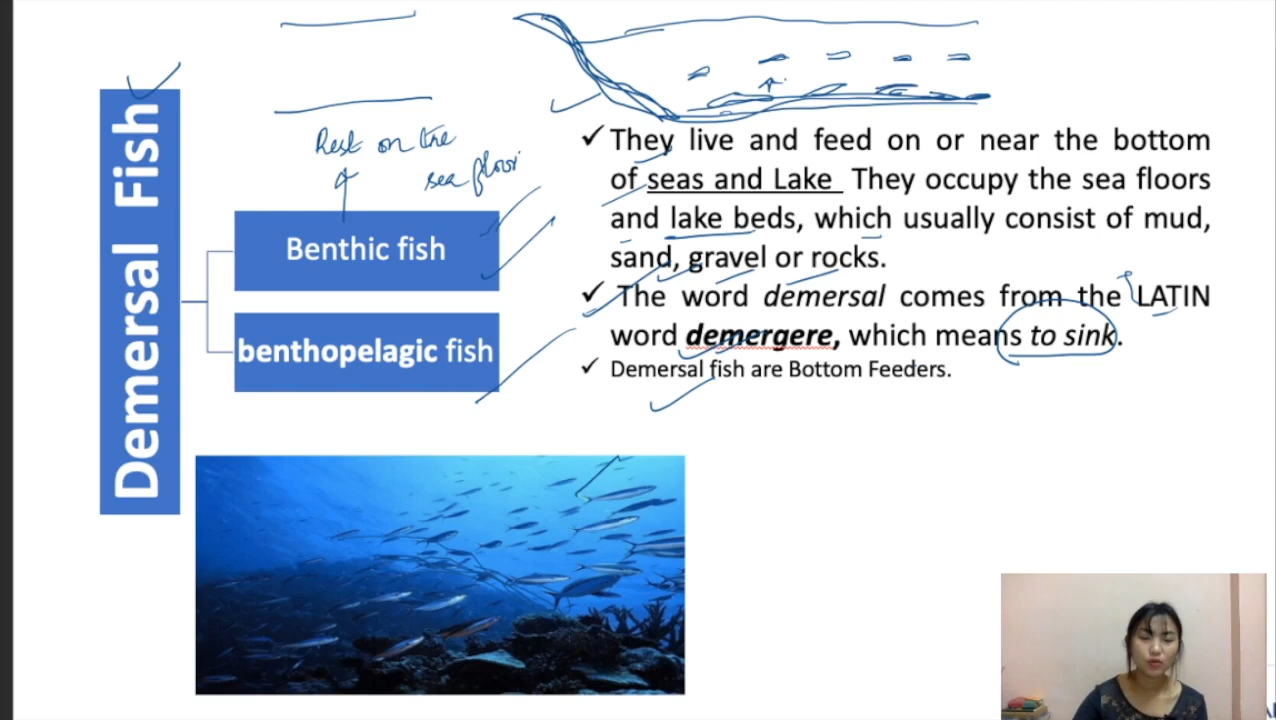 Demersal Fish
Rest on the
sea floor
Benthic fish
benthopelagic fish
✓ They live and feed on or near the bottom
of seas and Lake They occupy the sea floors
and lake beds, which usually consist of mud,
sand, gravel or rocks.
✓ The word demersal comes from the LATIN
word demergere, which means to sink.
✓ Demersal fish are Bottom Feeders.